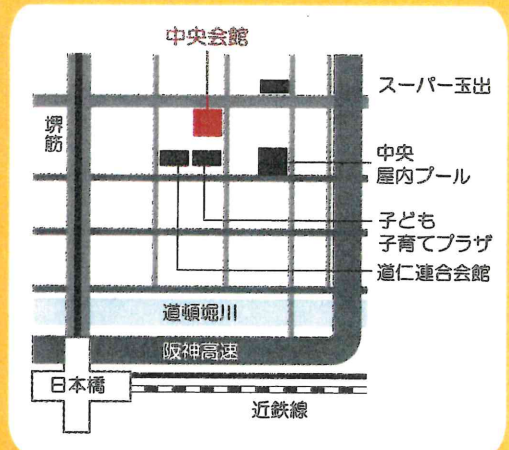 中央会館
スーパー玉出
堺筋
中央
屋内プール
子ども
子育てプラザ
道仁連合会館
道頓堀川
阪神高速
日本橋
近鉄線